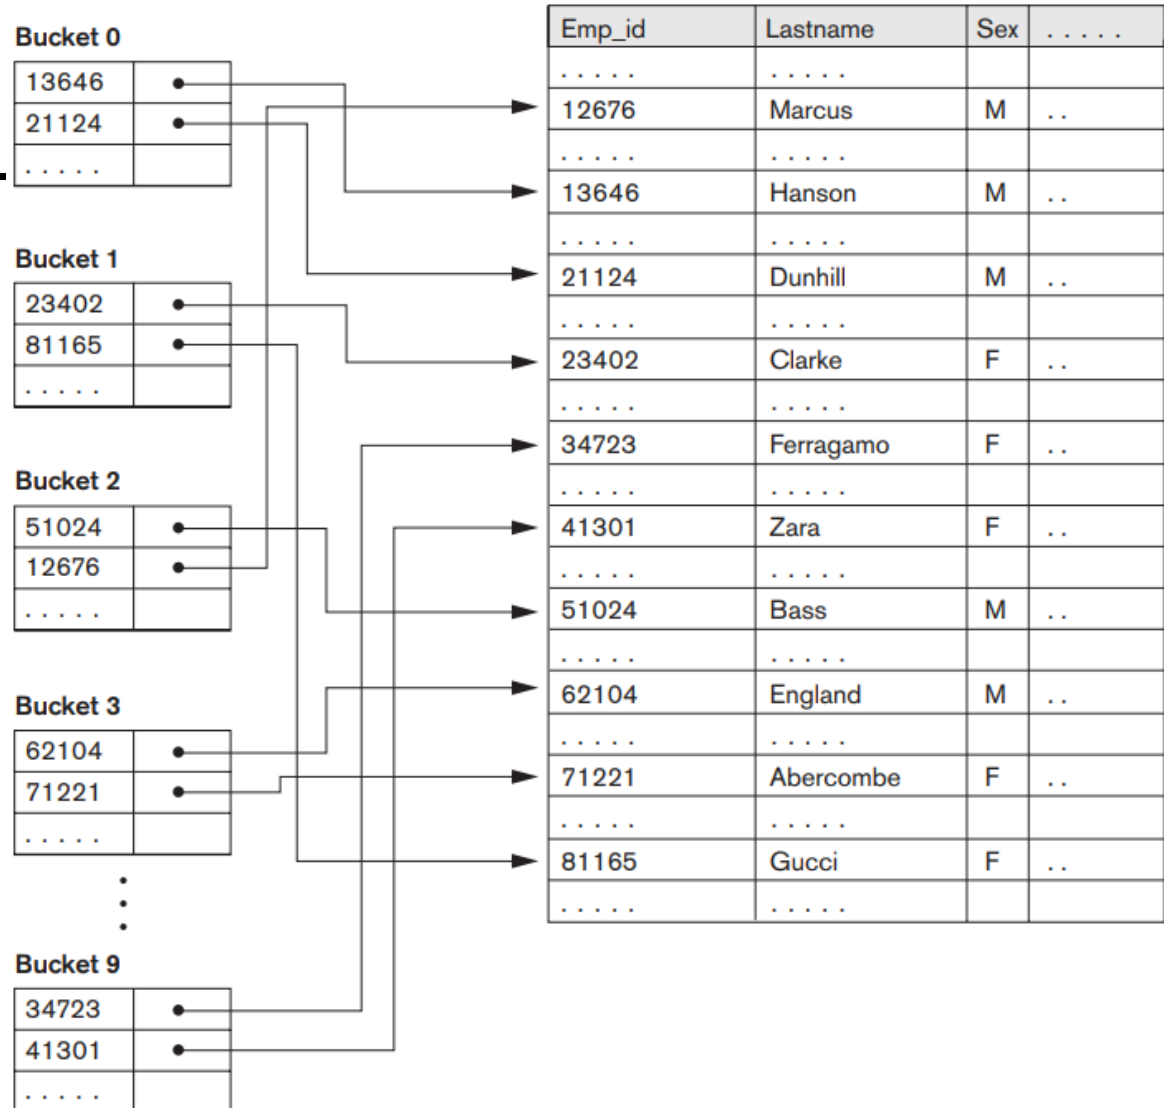 Bucket 0
13646
21124
. . . . .
Bucket 1
23402
81165
. . . . .
Bucket 2
51024
12676
. . . . .
Bucket 3
62104
71221
. . . . .
Bucket 9
34723
41301
. . . . .
Emp_id Lastname Sex . . . . .
. . . . . . . . . .
12676 Marcus M . .
. . . . . . . . . .
13646 Hanson M . .
. . . . . . . . . .
21124 Dunhill M . .
. . . . . . . . . .
23402 Clarke F . .
. . . . . . . . . .
34723 Ferragamo F . .
. . . . . . . . . .
41301 Zara F . .
. . . . . . . . . .
51024 Bass M . .
. . . . . . . . . .
62104 England M . .
. . . . . . . . . .
71221 Abercombe F . .
. . . . . . . . . .
81165 Gucci F . .
. . . . . . . . . .